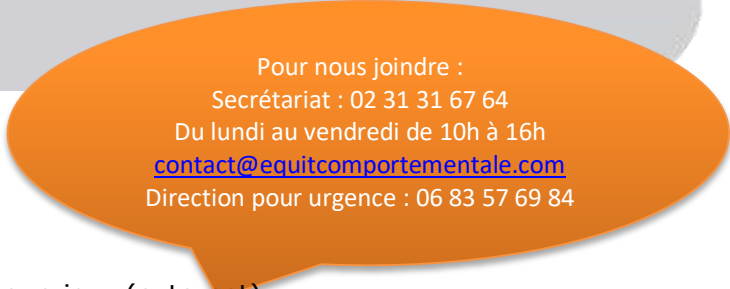 Pour nous joindre :
Secrétariat : 02 31 31 67 64
Du lundi au vendredi de 10h à 16h
contact@equitcomportementale.com
Direction pour urgence : 06 83 57 69 84